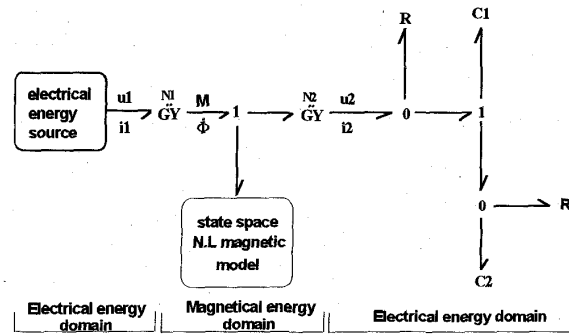 R
C1
electrical
energy
source
u1
i1
N1
GY
M
Φ
1
N2
GY
u2
i2
0
1
state space
N.L magnetic
model
0
R
C2
Electrical energy
domain
Magnetical energy
domain
Electrical energy domain